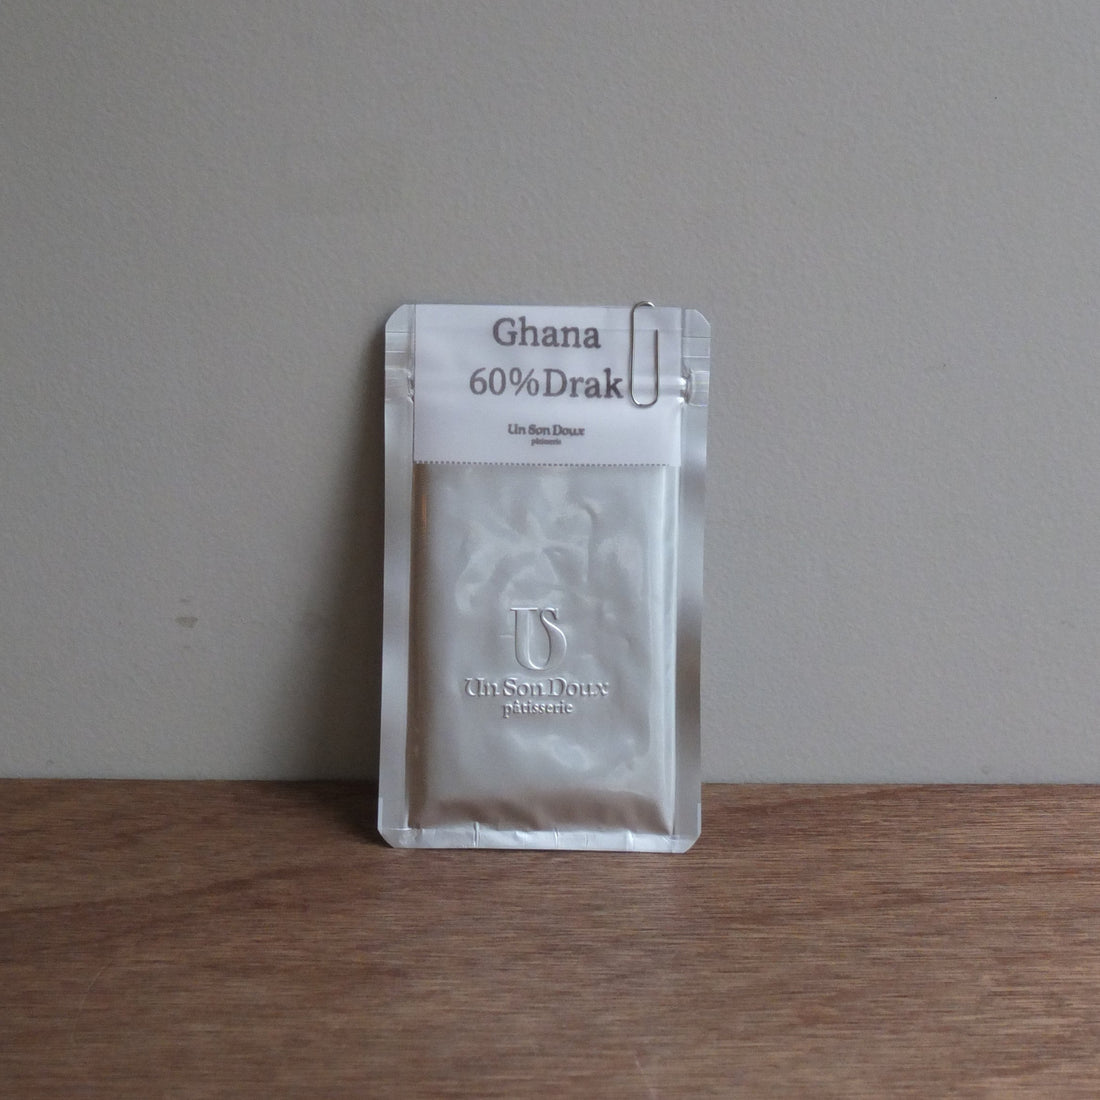 Ghana
60%Drak
Un Son Doux
pâtisserie
US
Un Son Doux
pâtisserie